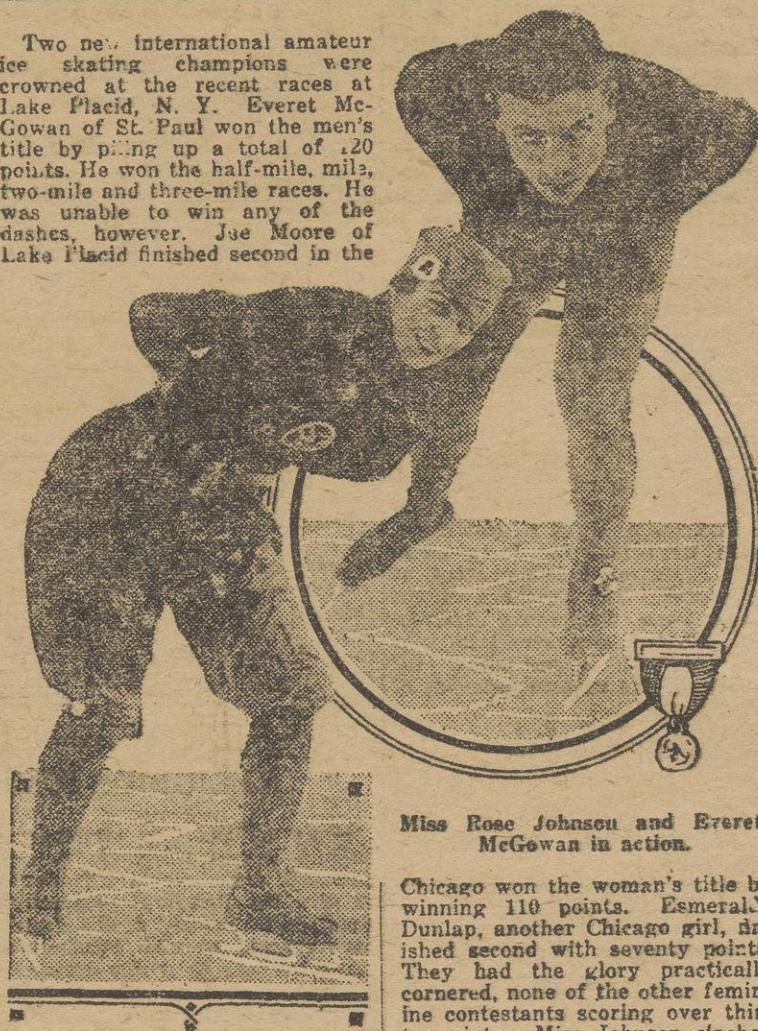 Two new international amateur
ice skating champions were
crowned at the recent races at
Lake Placid, N. Y. Everet Mc-
Gowan of St. Paul won the men's
title by piling up a total of 120
points. He won the half-mile, mile,
two-mile and three-mile races. He
was unable to win any of the
dashes, however. Joe Moore of
Lake Placid finished second in the
A
Miss Rose Johnson and Everet
McGowan in action.
Chicago won the woman's title b
winning 110 points.
Dunlap, another Chicago girl,
ished second with seventy point
They had the glory practicall
cornered, none of the other femin
ine contestants scoring over thir